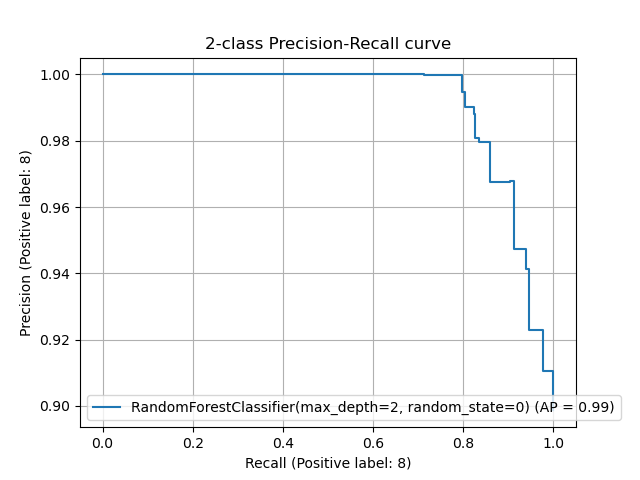 2-class Precision-Recall curve
1.00
0.98
0.96
0.94
0.92
0.90
Precision (Positive label: 8)
RandomForestClassifier(max_depth=2, random_state=0) (AP = 0.99)
0.0 0.2 0.4 0.6 0.8 1.0
Recall (Positive label: 8)